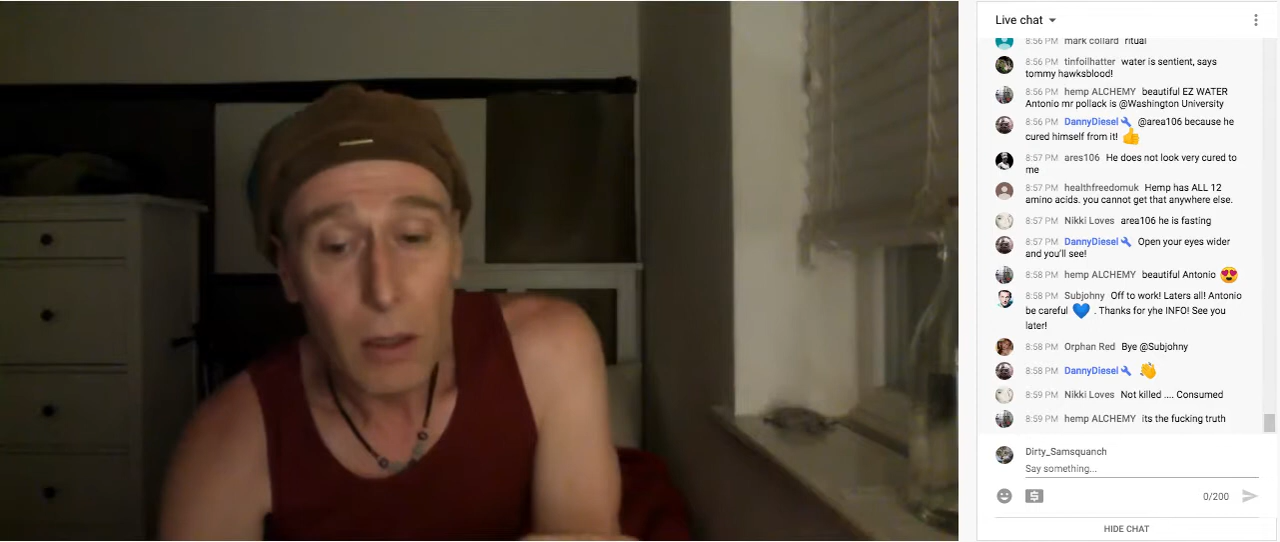 Live chat
8:56 PM mark collard ritual
8:56 PM tinfoilhatter water is sentient, says
tommy hawksblood!
8:56 PM hemp ALCHEMY beautiful EZ WATER
Antonio mr pollack is @Washington University
8:56 PM DannyDiesel @area106 because he
cured himself from it! 👍
8:57 PM ares106 He does not look very cured to
me
8:57 PM healthfreedomuk Hemp has ALL 12
amino acids. you cannot get that anywhere else.
8:57 PM Nikki Loves area106 he is fasting
8:57 PM DannyDiesel Open your eyes wider
and you'll see!
8:58 PM hemp ALCHEMY beautiful Antonio 😍
8:58 PM Subjohny Off to work! Laters all! Antonio
be careful 💙 . Thanks for yhe INFO! See you
later!
8:58 PM Orphan Red Bye @Subjohny
8:58 PM DannyDiesel 👋
8:59 PM Nikki Loves Not killed .... Consumed
8:59 PM hemp ALCHEMY its the fucking truth
Dirty_Samsquanch
Say something...
0/200
HIDE CHAT